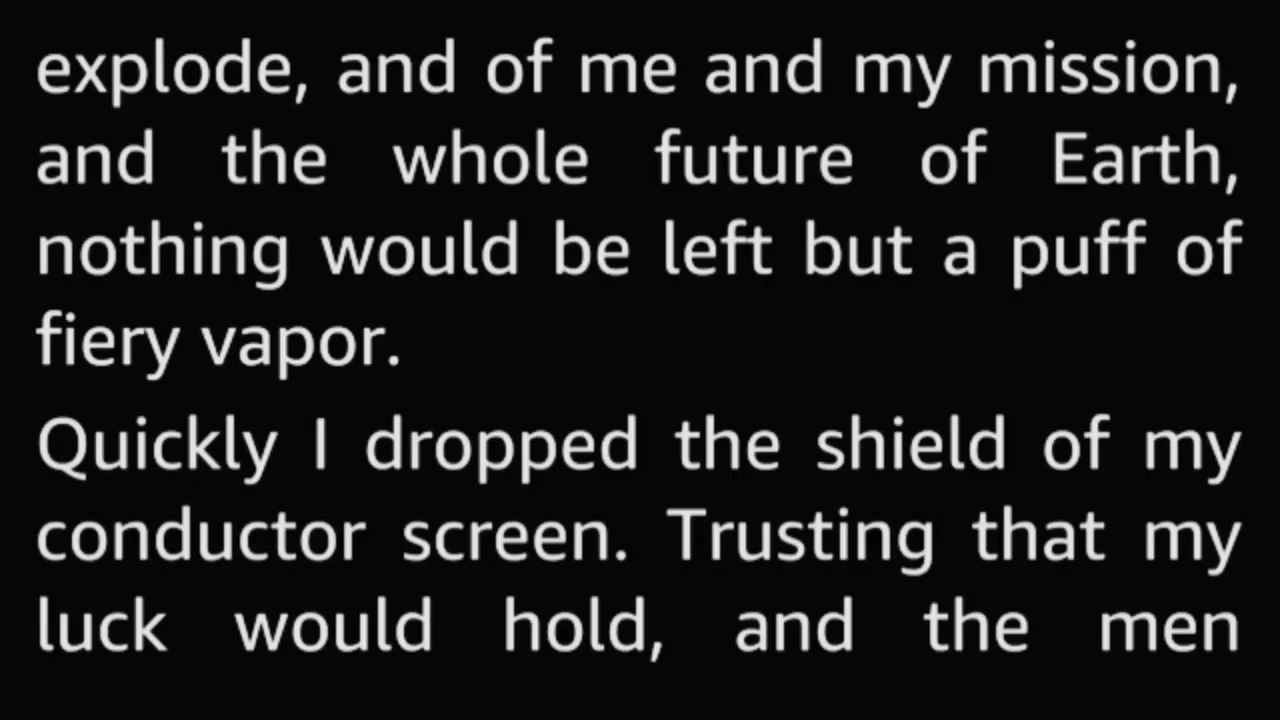 explode, and of me and my mission,
and the whole future of Earth,
nothing would be left but a puff of
fiery vapor.
Quickly I dropped the shield of my
conductor screen. Trusting that my
luck would hold, and the men